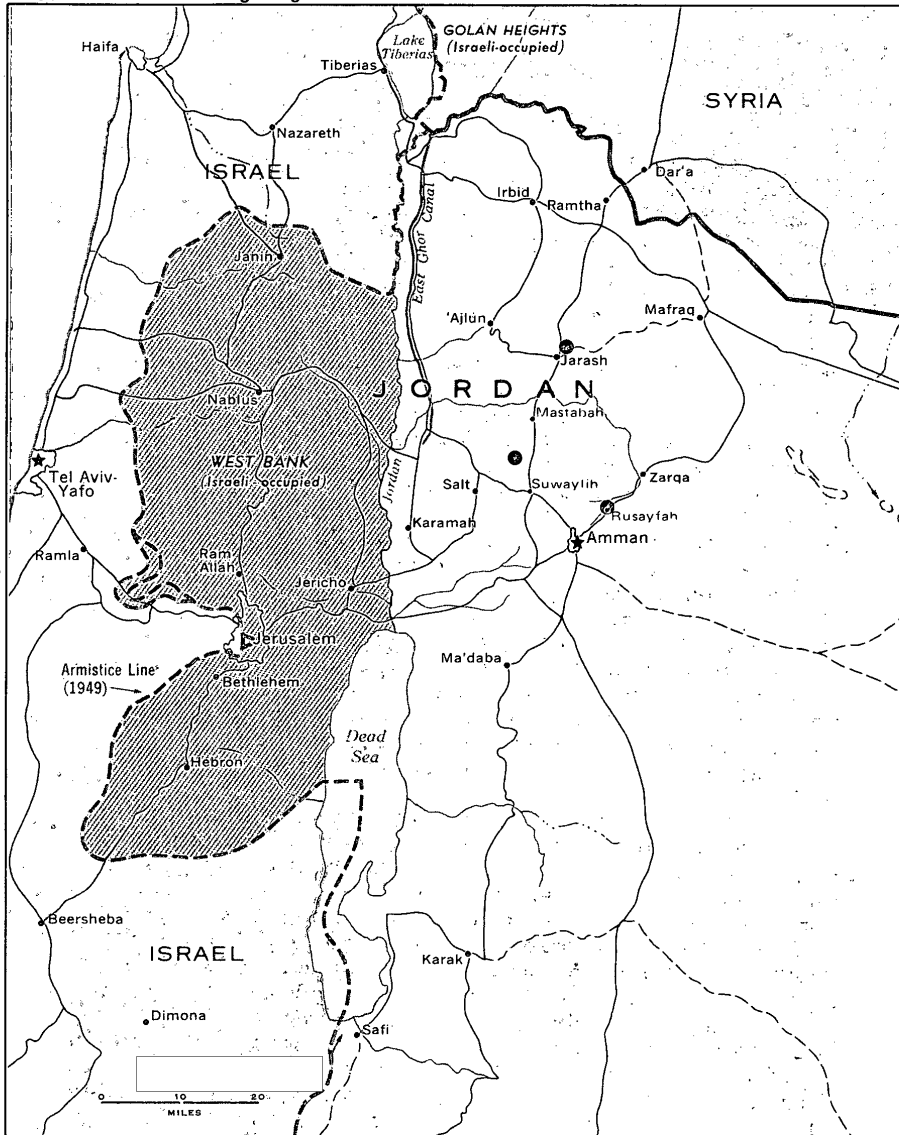 GOLAN HEIGHTS
(Israeli-occupied)
Haifa
Lake
Tiberias
Tiberias
SYRIA
Nazareth
ISRAEL
Dar'a
Irbid
Ramtha
East Ghor Canal
Janin
'Ajlūn
Mafraq
Jarash
JORDAN
Nablus
Mastabah
WEST BANK
(Israeli-occupied)
Jordan
Tel Aviv-
Yafo
Salt
Suwaylih
Zarqa
Karamah
Rusayfah
Amman
Ramla
Ram
Allah
Jericho
Jerusalem
Ma'daba
Armistice Line
(1949)
Bethlehem
Dead
Sea
Hebron
Beersheba
ISRAEL
Karak
Dimona
Safi
0 10 20
MILES